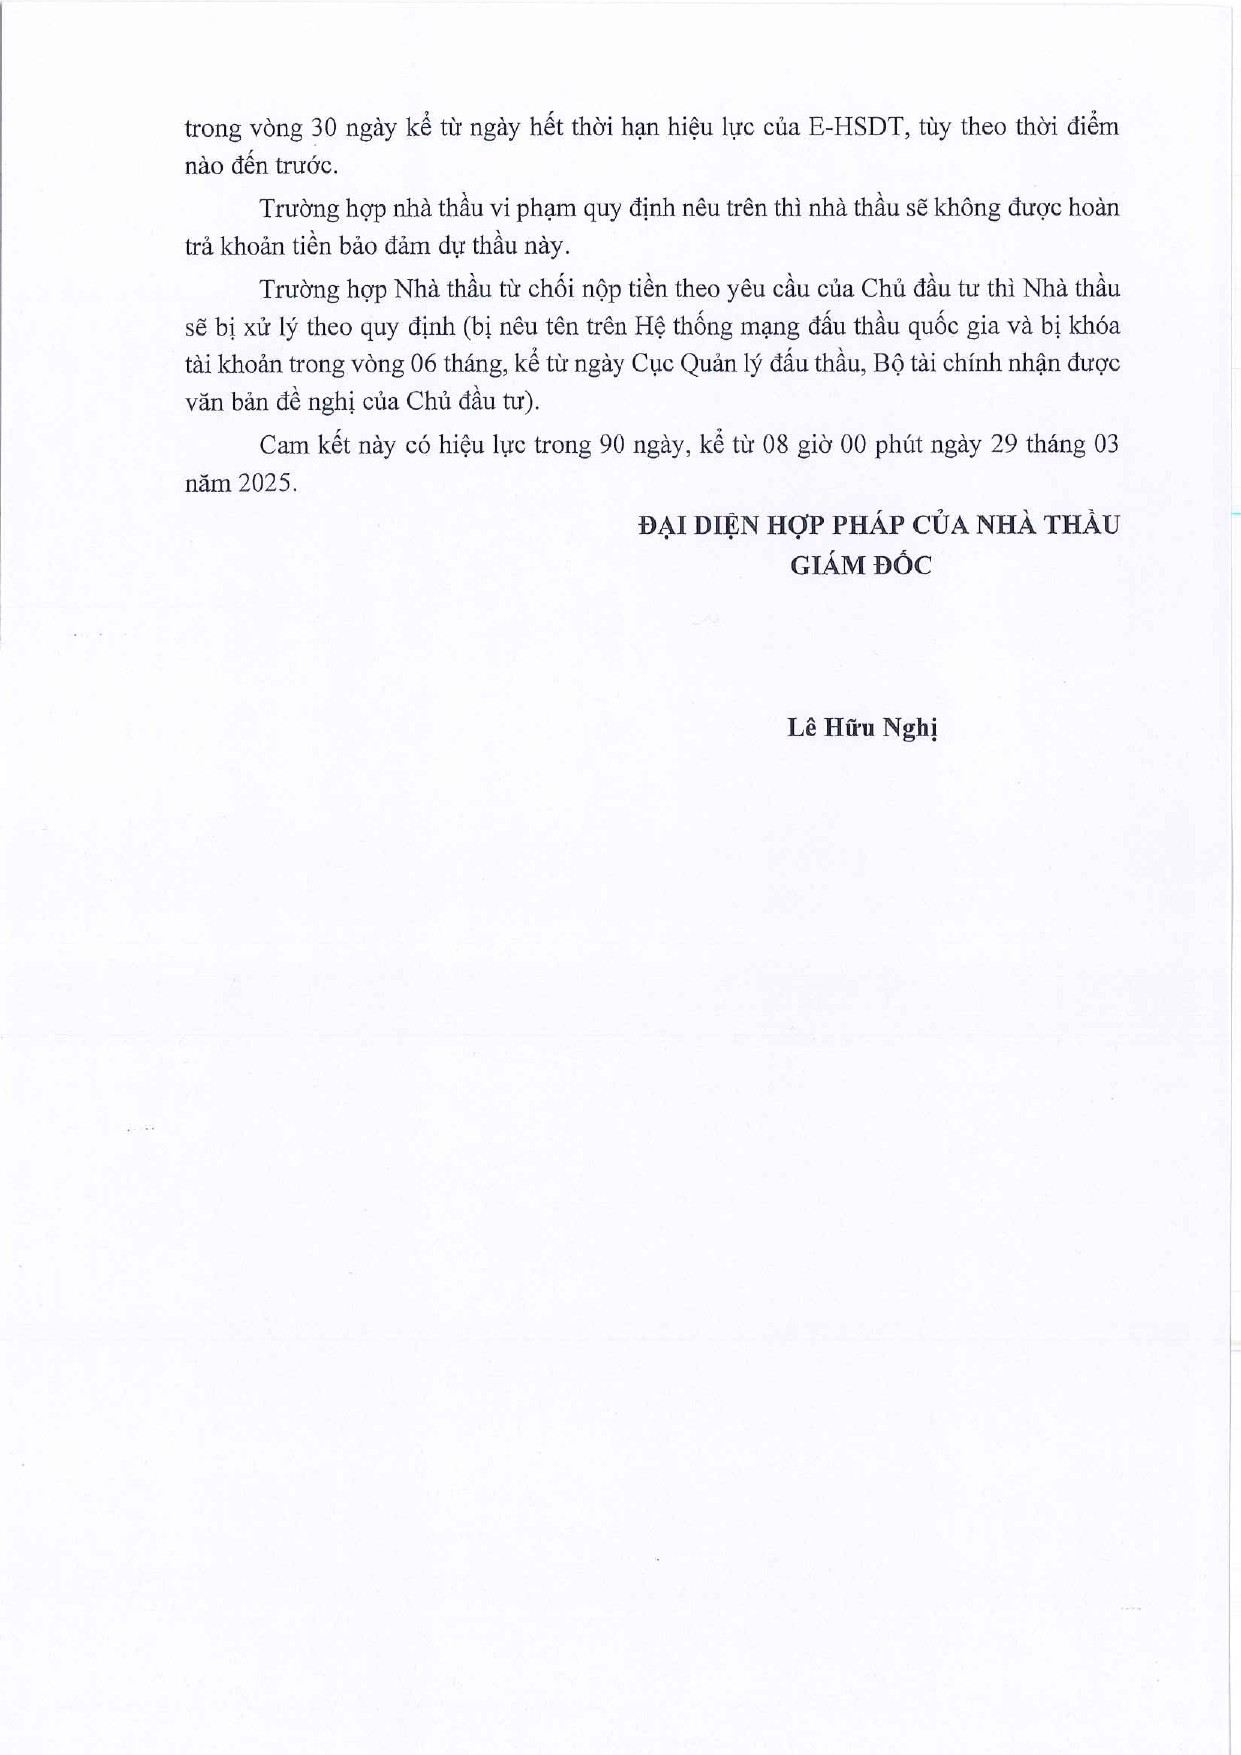 trong vòng 30 ngày kể từ ngày hết thời hạn hiệu lực của E-HSDT, tùy theo thời điểm
nào đến trước.
Trường hợp nhà thầu vi phạm quy định nêu trên thì nhà thầu sẽ không được hoàn
trả khoản tiền bảo đảm dự thầu này.
Trường hợp Nhà thầu từ chối nộp tiền theo yêu cầu của Chủ đầu tư thì Nhà thầu
sẽ bị xử lý theo quy định (bị nêu tên trên Hệ thống mạng đấu thầu quốc gia và bị khóa
tài khoản trong vòng 06 tháng, kể từ ngày Cục Quản lý đấu thầu, Bộ tài chính nhận được
văn bản đề nghị của Chủ đầu tư).
Cam kết này có hiệu lực trong 90 ngày, kể từ 08 giờ 00 phút ngày 29 tháng 03
năm 2025.
ĐẠI DIỆN HỢP PHÁP CỦA NHÀ THẦU
GIÁM ĐỐC
Lê Hữu Nghị